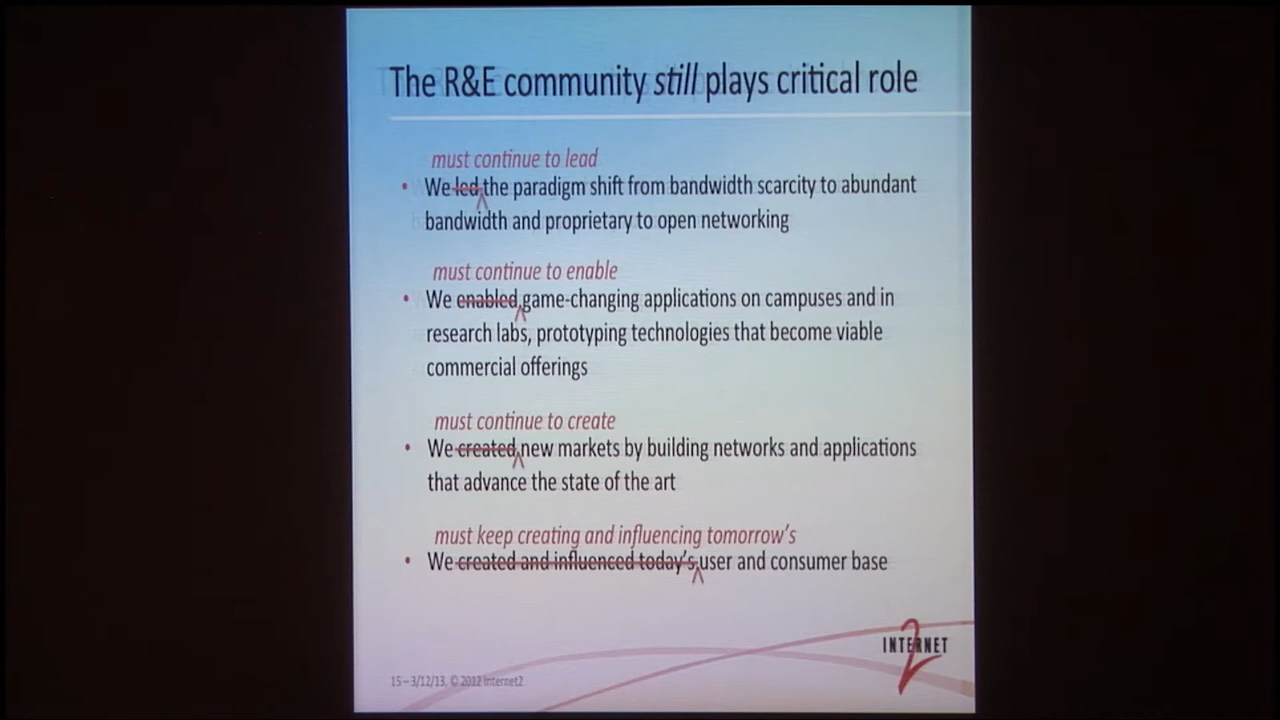 The R&E community still plays critical role
must continue to lead
• We led the paradigm shift from bandwidth scarcity to abundant
bandwidth and proprietary to open networking
must continue to enable
• We enabled game-changing applications on campuses and in
research labs, prototyping technologies that become viable
commercial offerings
must continue to create
• We created new markets by building networks and applications
that advance the state of the art
must keep creating and influencing tomorrow's
• We created and influenced today's user and consumer base
INTERNET
2
15 – 3/12/13, © 2012 Internet2